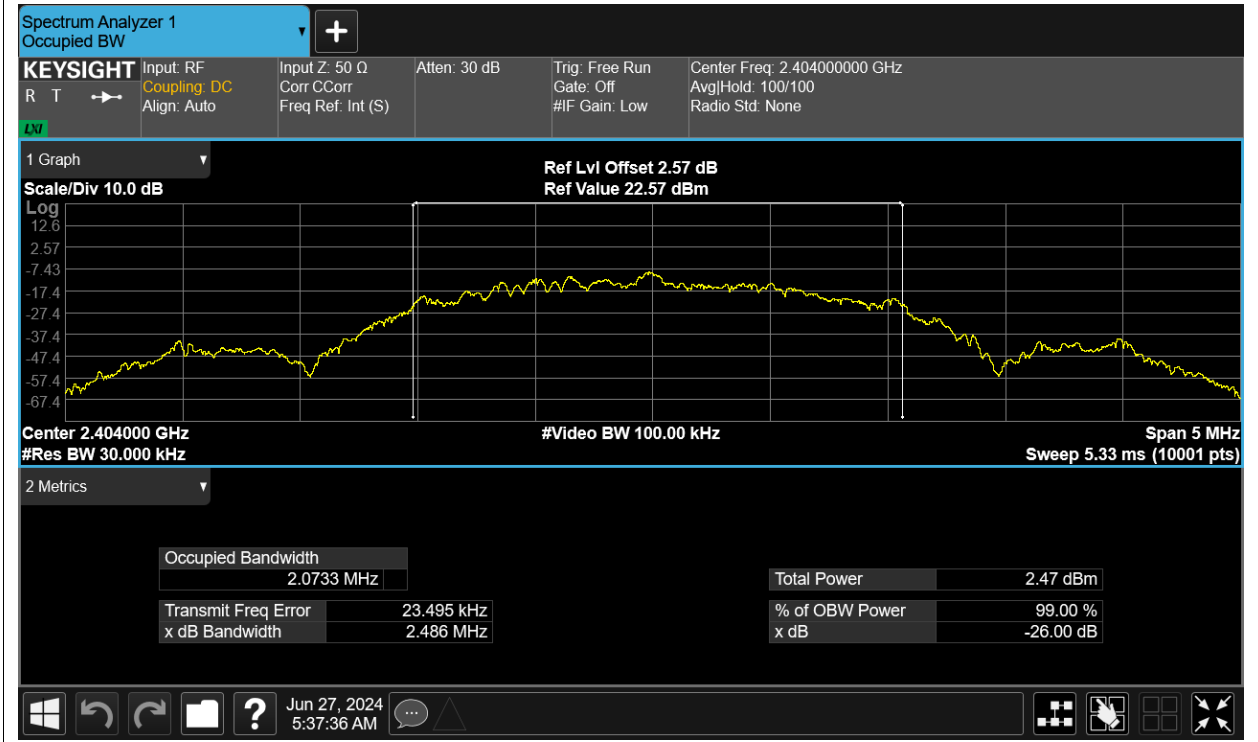 Spectrum Analyzer 1
Occupied BW
KEYSIGHT
R T
LXI
Input: RF
Coupling: DC
Align: Auto
Input Z: 50 Ω
Corr CCorr
Freq Ref: Int (S)
Atten: 30 dB
Trig: Free Run
Gate: Off
#IF Gain: Low
Center Freq: 2.404000000 GHz
Avg|Hold: 100/100
Radio Std: None
1 Graph
Scale/Div 10.0 dB
Ref Lvl Offset 2.57 dB
Ref Value 22.57 dBm
Log
12.6
2.57
-7.43
-17.4
-27.4
-37.4
-47.4
-57.4
-67.4
Center 2.404000 GHz
#Video BW 100.00 kHz
Span 5 MHz
#Res BW 30.000 kHz
Sweep 5.33 ms (10001 pts)
2 Metrics
Occupied Bandwidth
2.0733 MHz
Total Power 2.47 dBm
Transmit Freq Error 23.495 kHz
% of OBW Power 99.00 %
x dB Bandwidth 2.486 MHz
x dB -26.00 dB
?
Jun 27, 2024
5:37:36 AM